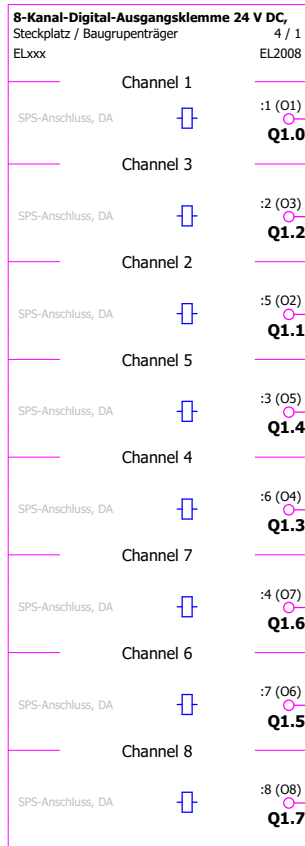 8-Kanal-Digital-Ausgangsklemme 24 V DC,
Steckplatz / Baugrupenträger 4 / 1
ELxxx EL2008
Channel 1
:1 (O1)
SPS-Anschluss, DA
Q1.0
Channel 3
:2 (O3)
SPS-Anschluss, DA
Q1.2
Channel 2
:5 (O2)
SPS-Anschluss, DA
Q1.1
Channel 5
:3 (O5)
SPS-Anschluss, DA
Q1.4
Channel 4
:6 (O4)
SPS-Anschluss, DA
Q1.3
Channel 7
:4 (O7)
SPS-Anschluss, DA
Q1.6
Channel 6
:7 (O6)
SPS-Anschluss, DA
Q1.5
Channel 8
:8 (O8)
SPS-Anschluss, DA
Q1.7